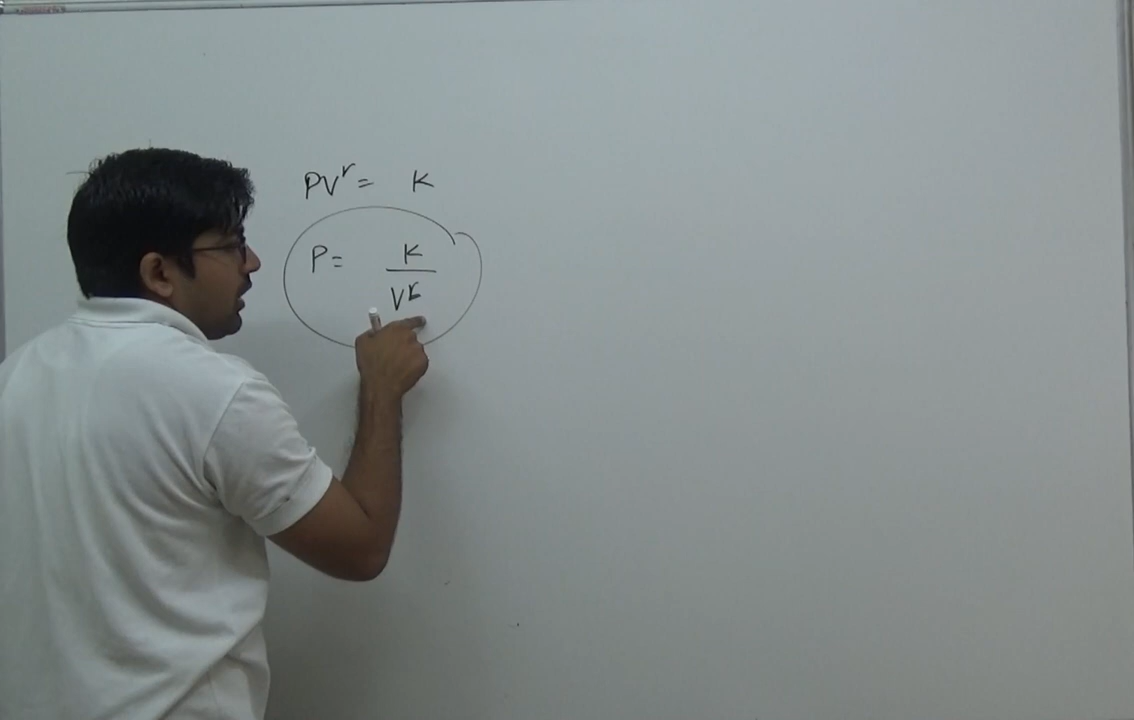 PV^r = K
P = K / V^r